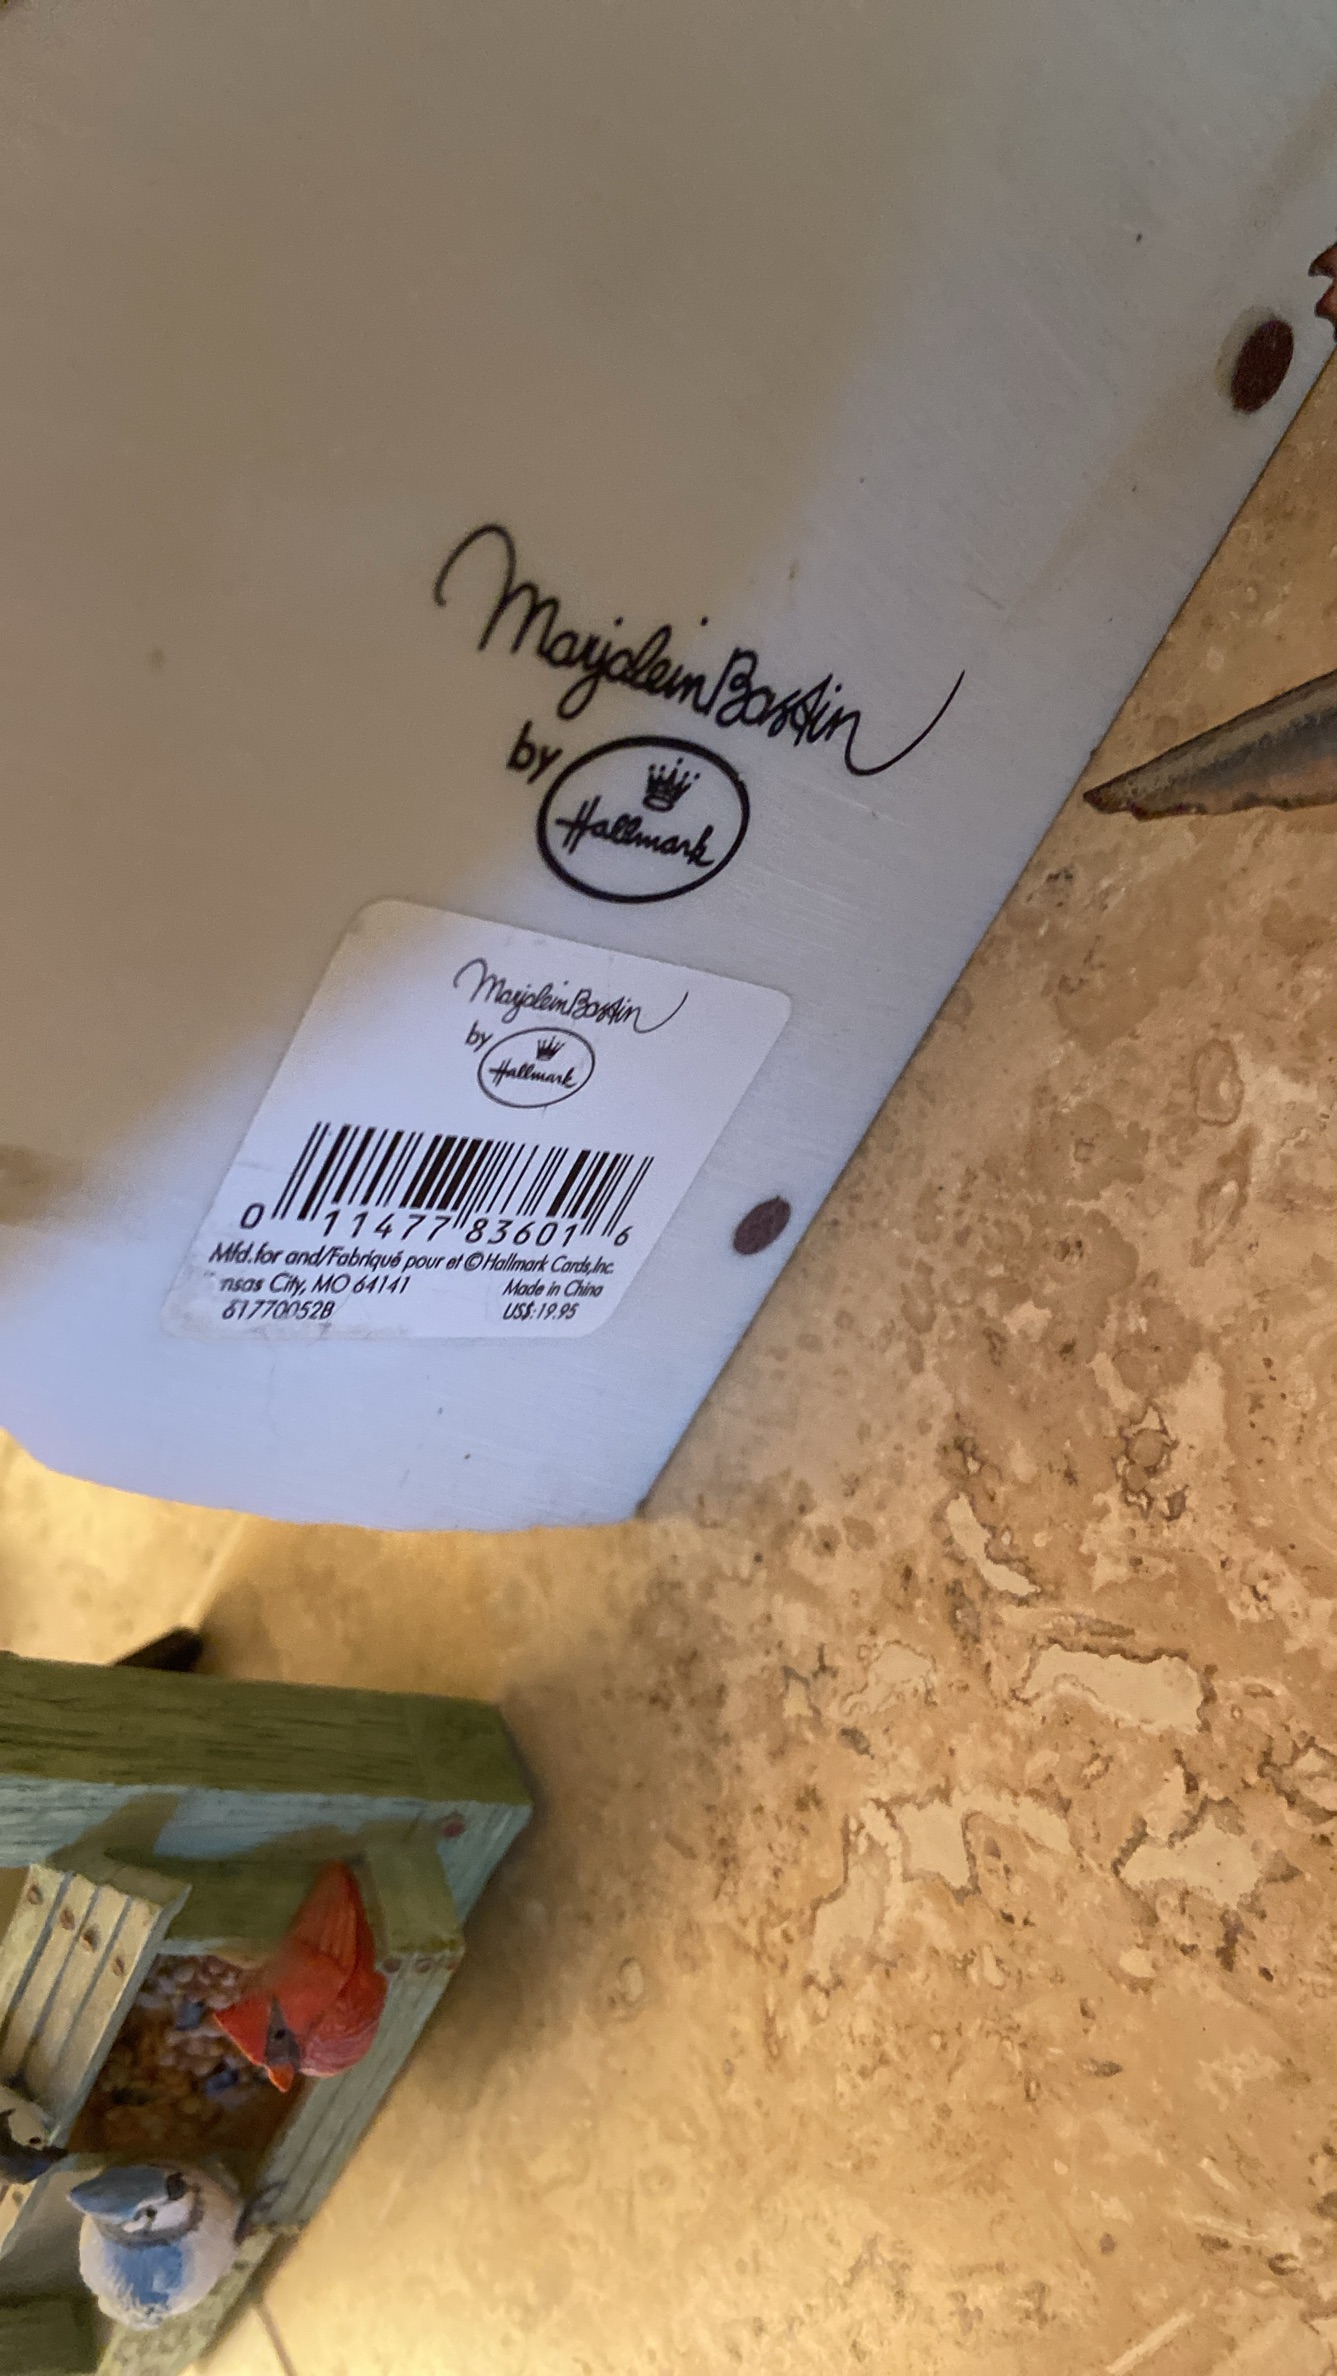 Marjolein Bastin
by
Hallmark
Marjolein Bastin
by
Hallmark
0 11477 83601 6
Mfd.for and/Fabriqué pour et © Hallmark Cards,Inc.
nsas City, MO 64141 Made in China
61770052B US$:19.95